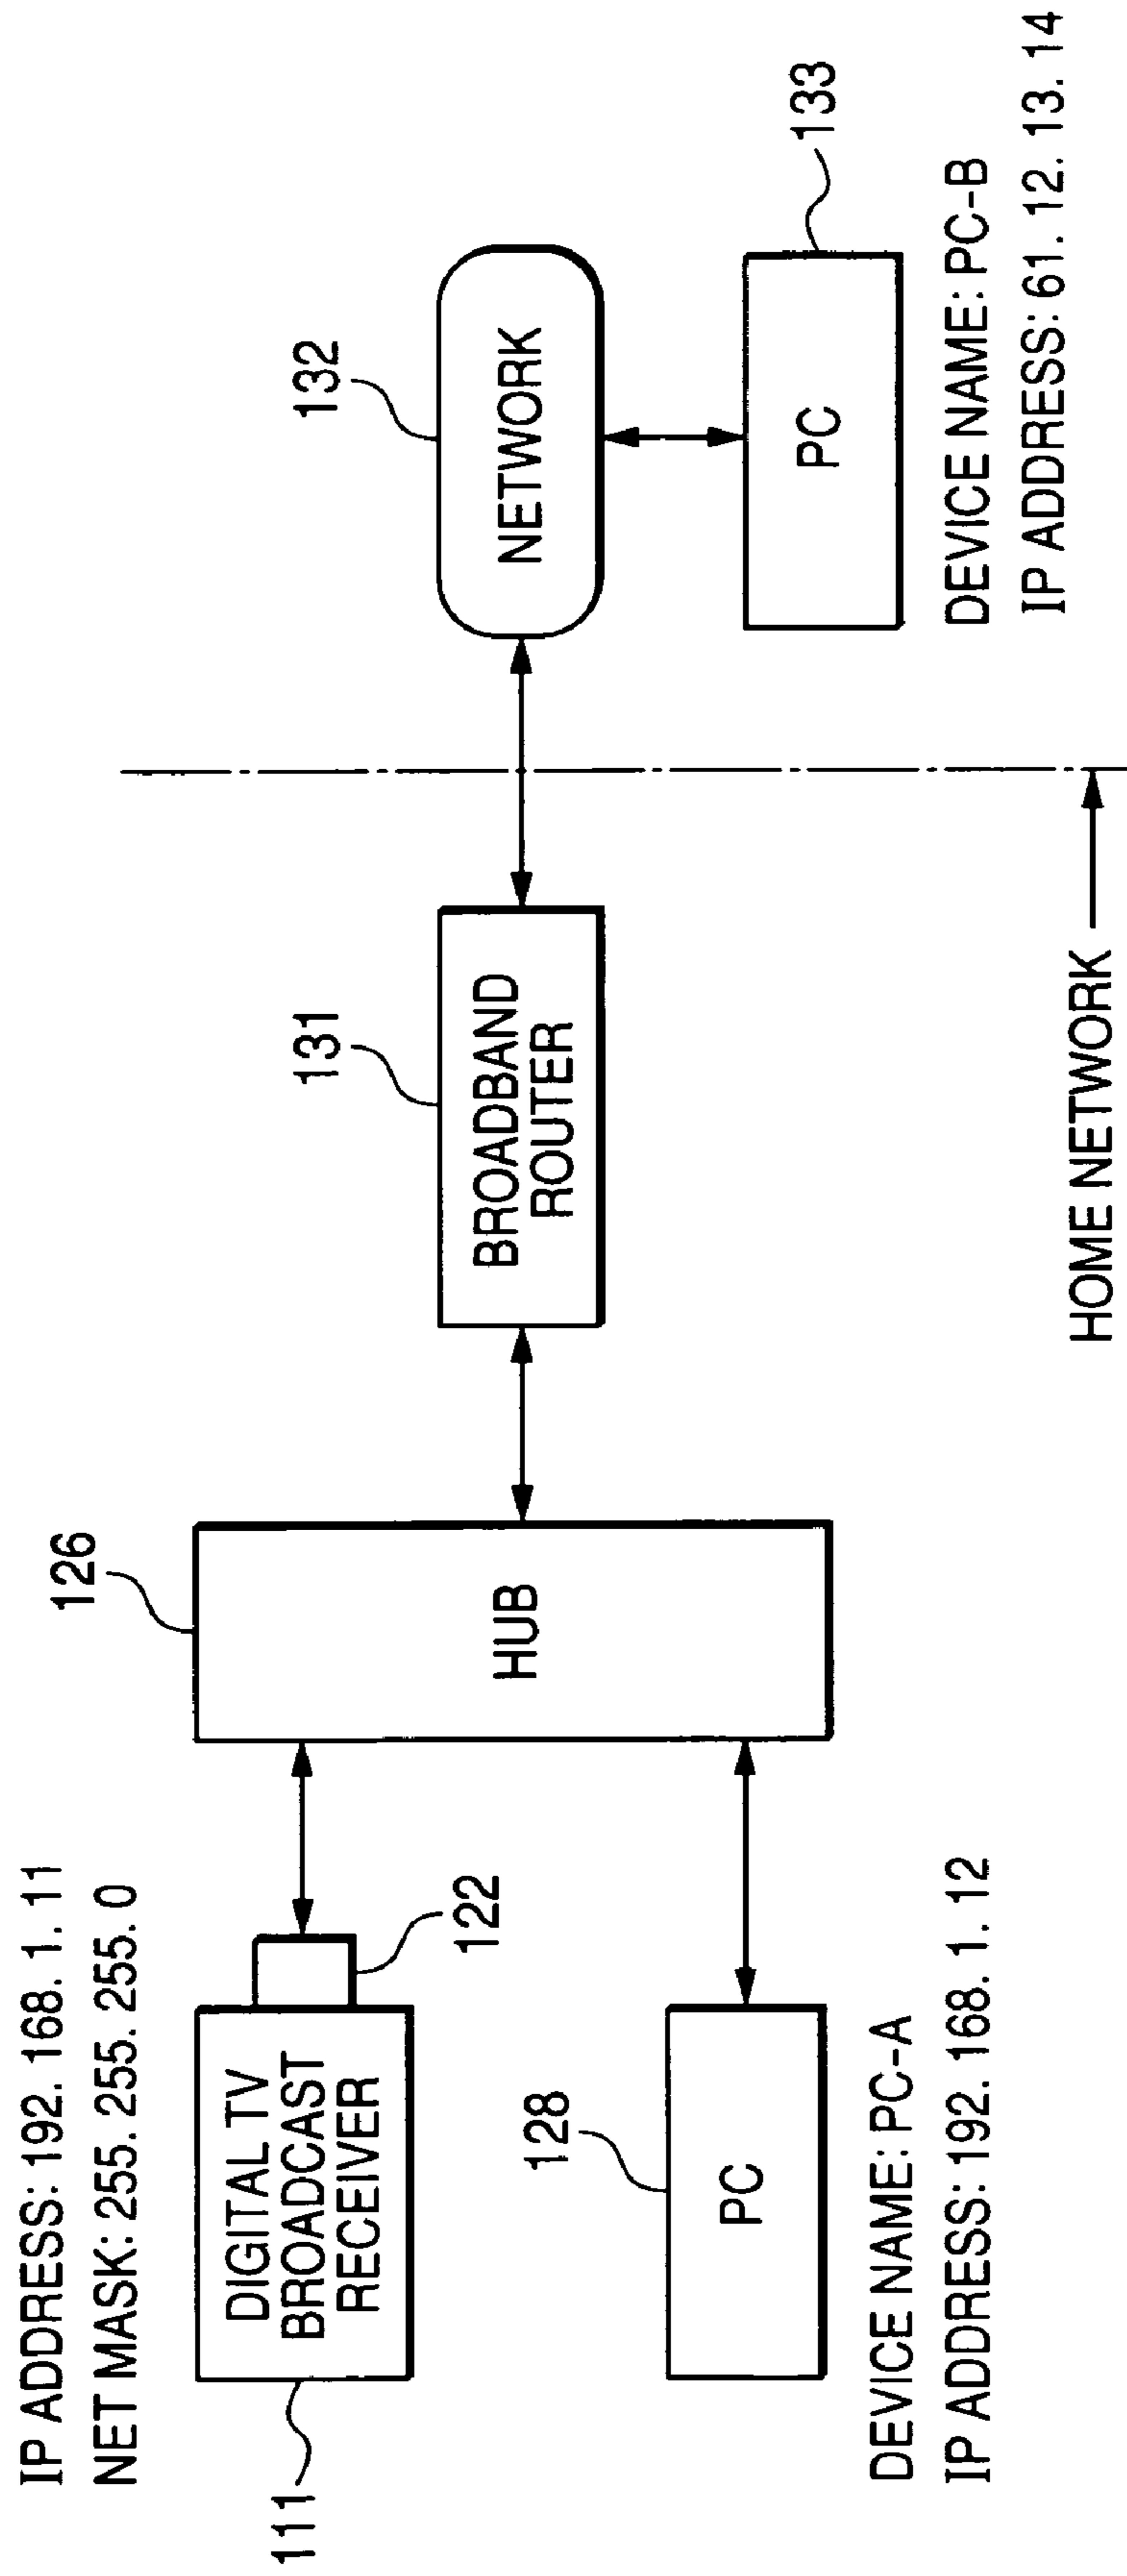 IP ADDRESS: 192. 168. 1. 11
NET MASK: 255. 255. 255. 0
111
DIGITAL TV
BROADCAST
RECEIVER
122
128
PC
DEVICE NAME: PC-A
IP ADDRESS: 192. 168. 1. 12
126
HUB
131
BROADBAND
ROUTER
HOME NETWORK
132
NETWORK
133
PC
DEVICE NAME: PC-B
IP ADDRESS: 61. 12. 13. 14